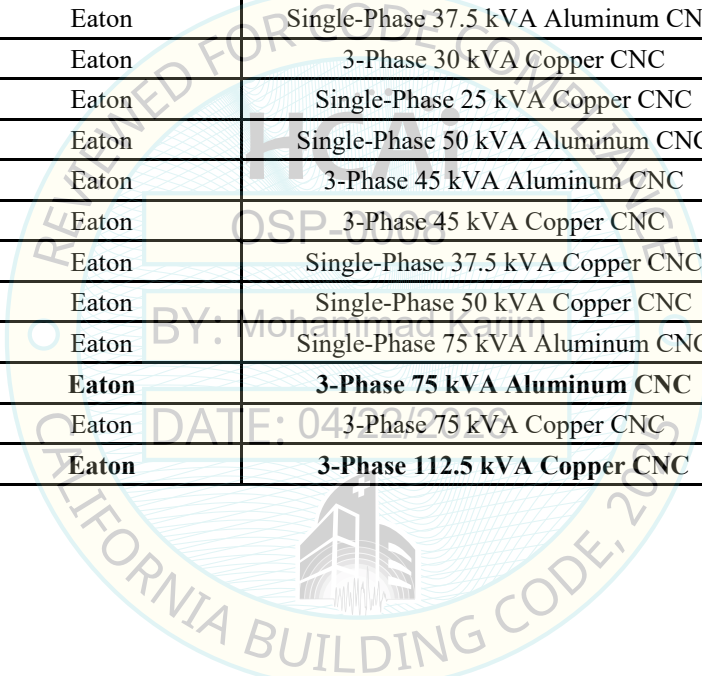 Eaton Single-Phase 37.5 kVA Aluminum CN
Eaton 3-Phase 30 kVA Copper CNC
Eaton Single-Phase 25 kVA Copper CNC
Eaton Single-Phase 50 kVA Aluminum CNC
Eaton 3-Phase 45 kVA Aluminum CNC
Eaton 3-Phase 45 kVA Copper CNC
Eaton Single-Phase 37.5 kVA Copper CNC
Eaton Single-Phase 50 kVA Copper CNC
Eaton Single-Phase 75 kVA Aluminum CNC
Eaton 3-Phase 75 kVA Aluminum CNC
Eaton 3-Phase 75 kVA Copper CNC
Eaton 3-Phase 112.5 kVA Copper CNC
REVIEWED FOR CODE COMPLIANCE
HCAi
OSP-0008
BY: Mohammad Karim
DATE: 04/22/2026
CALIFORNIA BUILDING CODE, 2025